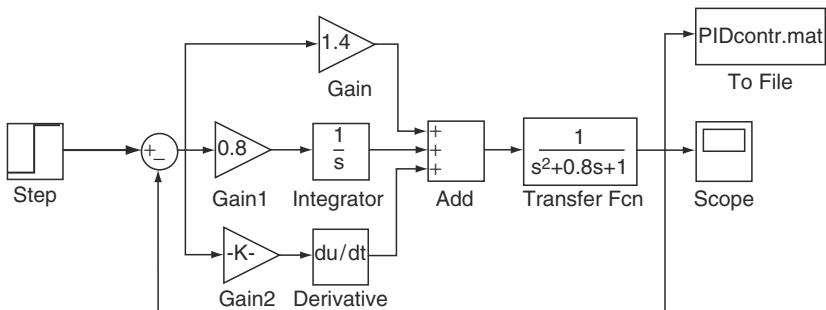 1.4
Gain
PIDcontr.mat
To File
Step
+
−
0.8
Gain1
1
s
Integrator
+
+
+
Add
1
s²+0.8s+1
Transfer Fcn
Scope
-K-
Gain2
du/dt
Derivative